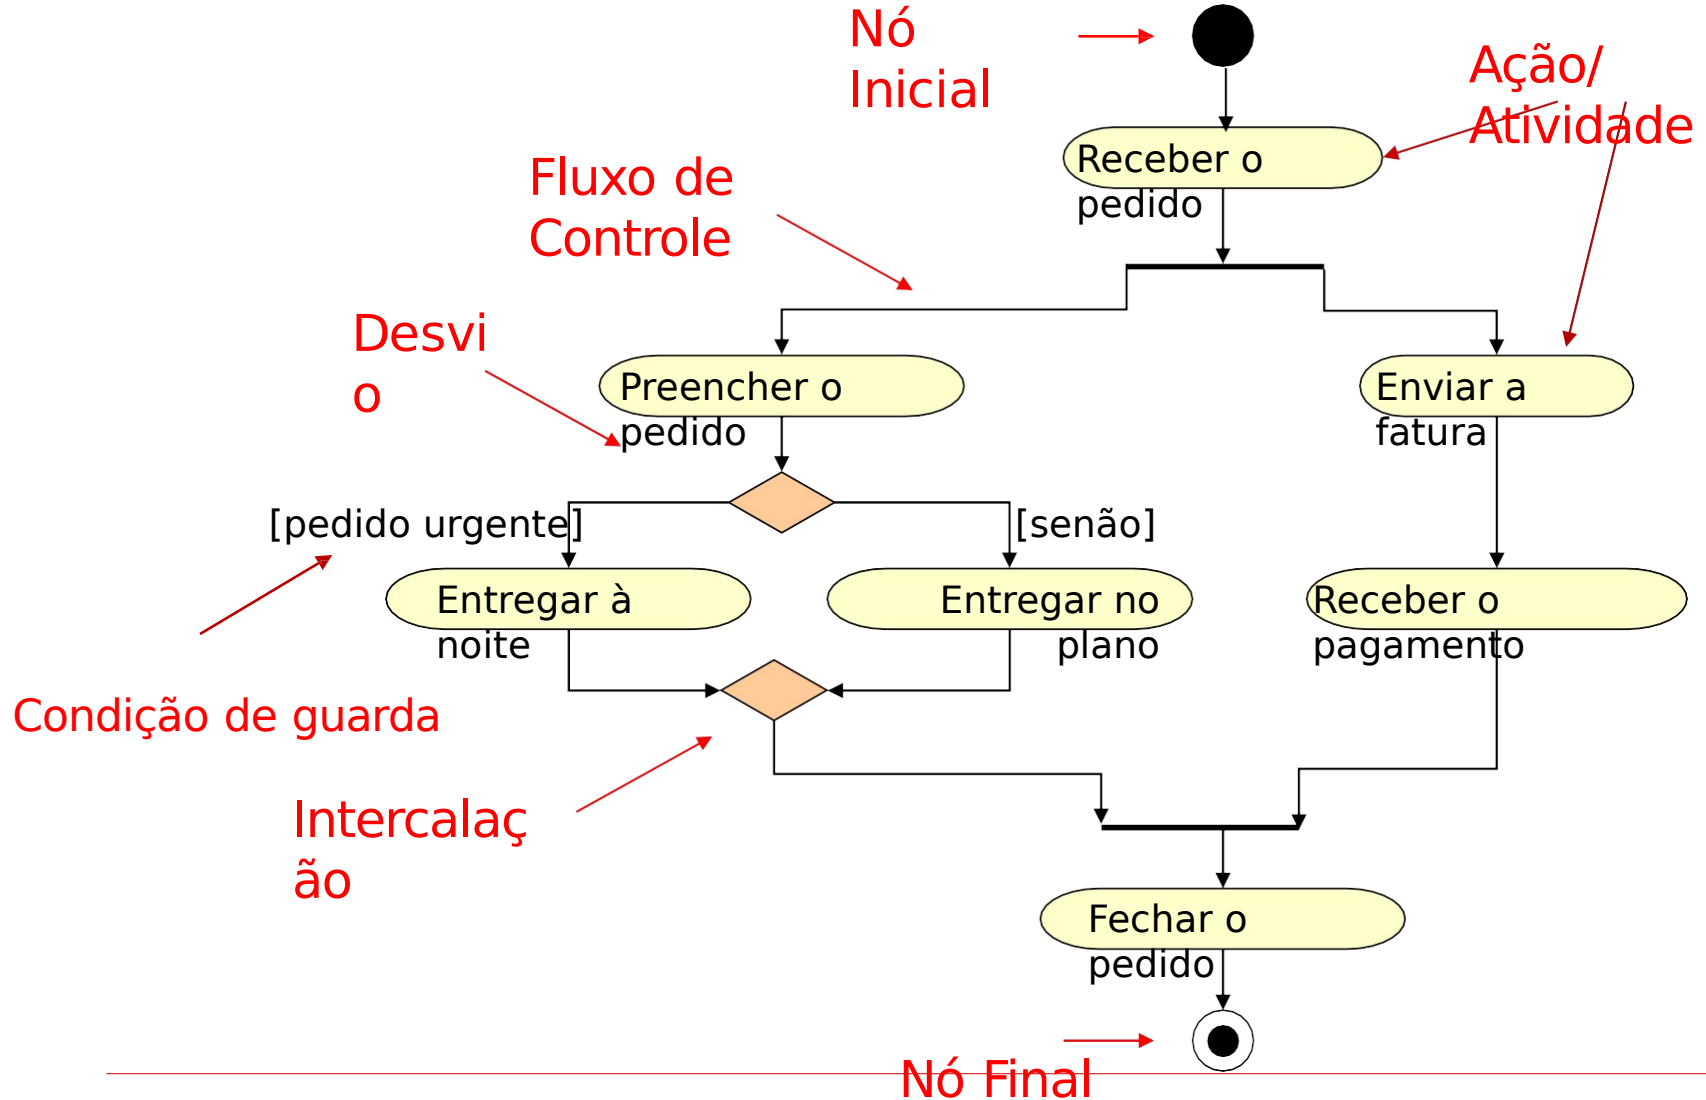 Nó
Inicial
Ação/
Atividade
Receber o
pedido
Fluxo de
Controle
Desvi
o
Preencher o
pedido
Enviar a
fatura
[pedido urgente]
[senão]
Entregar à
noite
Entregar no
plano
Receber o
pagamento
Condição de guarda
Intercalaç
ão
Fechar o
pedido
Nó Final